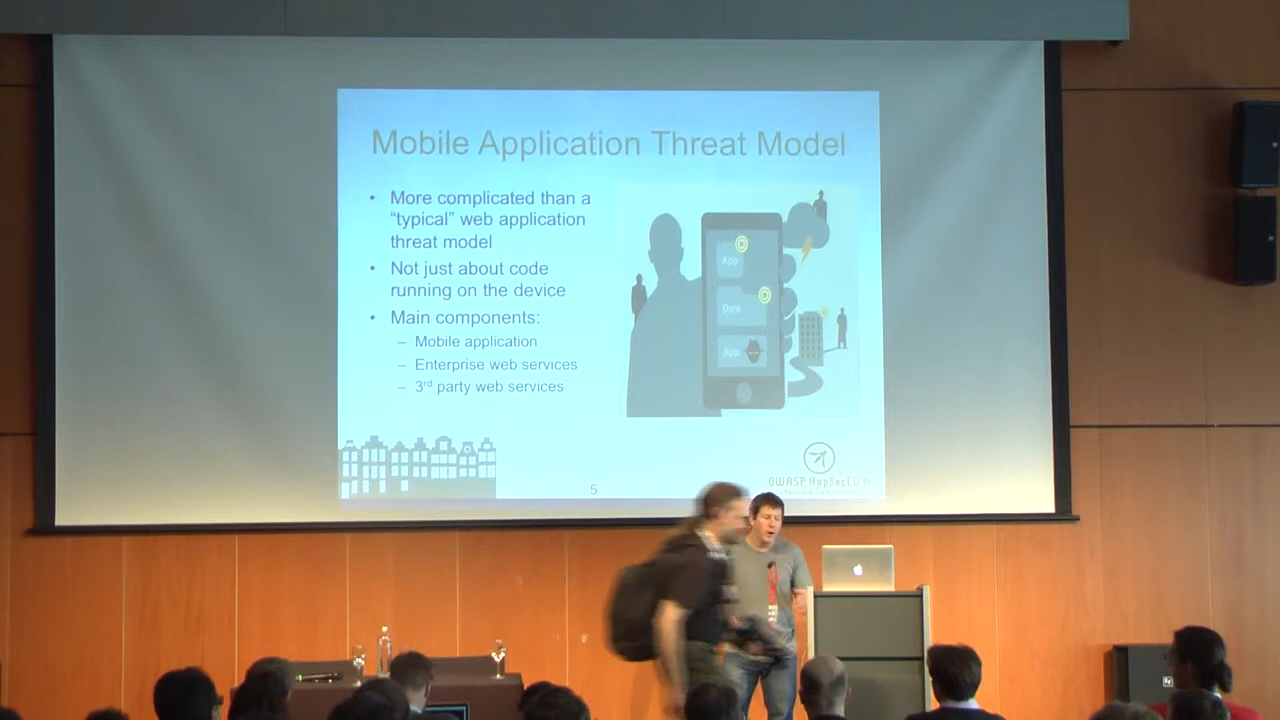 Mobile Application Threat Model
• More complicated than a
“typical” web application
threat model
• Not just about code
running on the device
• Main components:
– Mobile application
– Enterprise web services
– 3rd party web services
App
Data
App
5
OWASP AppSecEU 15